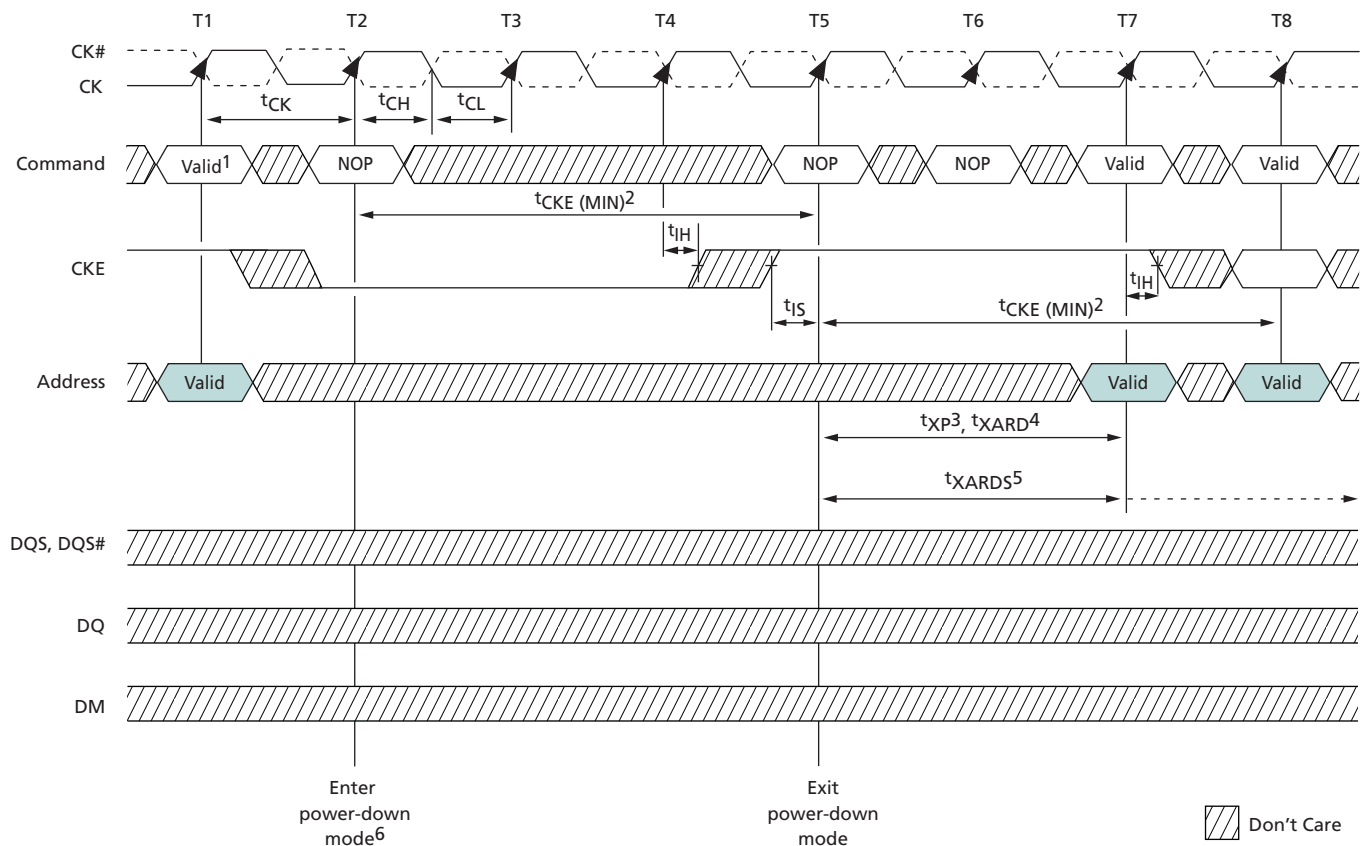 T1 T2 T3 T4 T5 T6 T7 T8
CK#
CK
tCK tCH tCL
Command Valid1 NOP NOP NOP Valid Valid
tCKE (MIN)2
tIH
CKE
tIH
tIS tCKE (MIN)2
Address Valid Valid Valid
tXP3, tXARD4
tXARDS5
DQS, DQS#
DQ
DM
Enter
power-down
mode6
Exit
power-down
mode
Don't Care